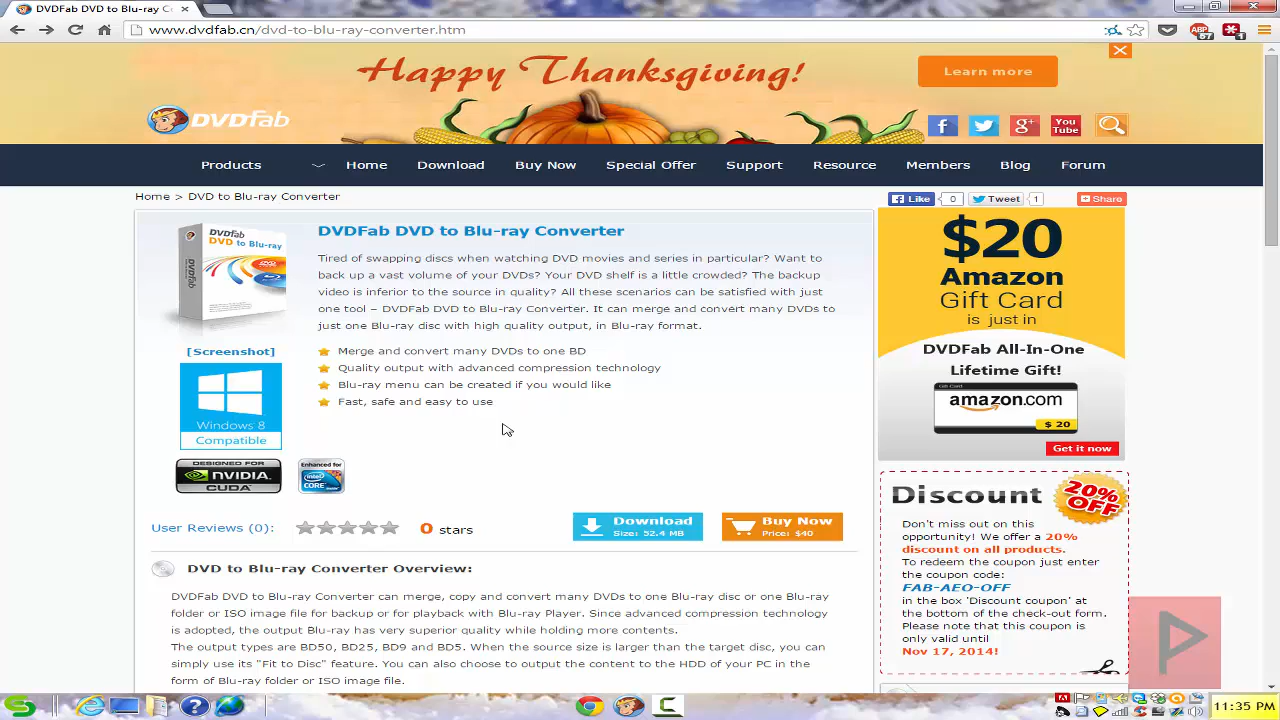 DVDFab DVD to Blu-ray C
www.dvdfab.cn/dvd-to-blu-ray-converter.htm
Happy Thanksgiving!
Learn more
DVDFab
Products
Home
Download
Buy Now
Special Offer
Support
Resource
Members
Blog
Forum
Home > DVD to Blu-ray Converter
Like 0 Tweet 1 Share
DVDFab DVD to Blu-ray Converter
Tired of swapping discs when watching DVD movies and series in particular? Want to
back up a vast volume of your DVDs? Your DVD shelf is a little crowded? The backup
video is inferior to the source in quality? All these scenarios can be satisfied with just
one tool – DVDFab DVD to Blu-ray Converter. It can merge and convert many DVDs to
just one Blu-ray disc with high quality output, in Blu-ray format.
DVDFab
DVD to Blu-ray
[Screenshot]
Merge and convert many DVDs to one BD
Quality output with advanced compression technology
Blu-ray menu can be created if you would like
Fast, safe and easy to use
Windows 8
Compatible
DESIGNED FOR
NVIDIA
CUDA
Enhanced for
intel
CORE
User Reviews (0):
0 stars
Download
Size: 52.4 MB
Buy Now
Price: $40
DVD to Blu-ray Converter Overview:
DVDFab DVD to Blu-ray Converter can merge, copy and convert many DVDs to one Blu-ray disc or one Blu-ray
folder or ISO image file for backup or for playback with Blu-ray Player. Since advanced compression technology
is adopted, the output Blu-ray has very superior quality while holding more contents.
The output types are BD50, BD25, BD9 and BD5. When the source size is larger than the target disc, you can
simply use its "Fit to Disc" feature. You can also choose to output the content to the HDD of your PC in the
form of Blu-ray folder or ISO image file.
$20
Amazon
Gift Card
is just in
DVDFab All-In-One
Lifetime Gift!
Gift Card
amazon.com
$ 20
Get it now
Discount
20%
OFF
Don't miss out on this
opportunity! We offer a 20%
discount on all products.
To redeem the coupon just enter
the coupon code:
FAB-AEO-OFF
in the box 'Discount coupon' at
the bottom of the check-out form.
Please note that this coupon is
only valid until
Nov 17, 2014!
You
Tube
ABP
67
1
11:35 PM